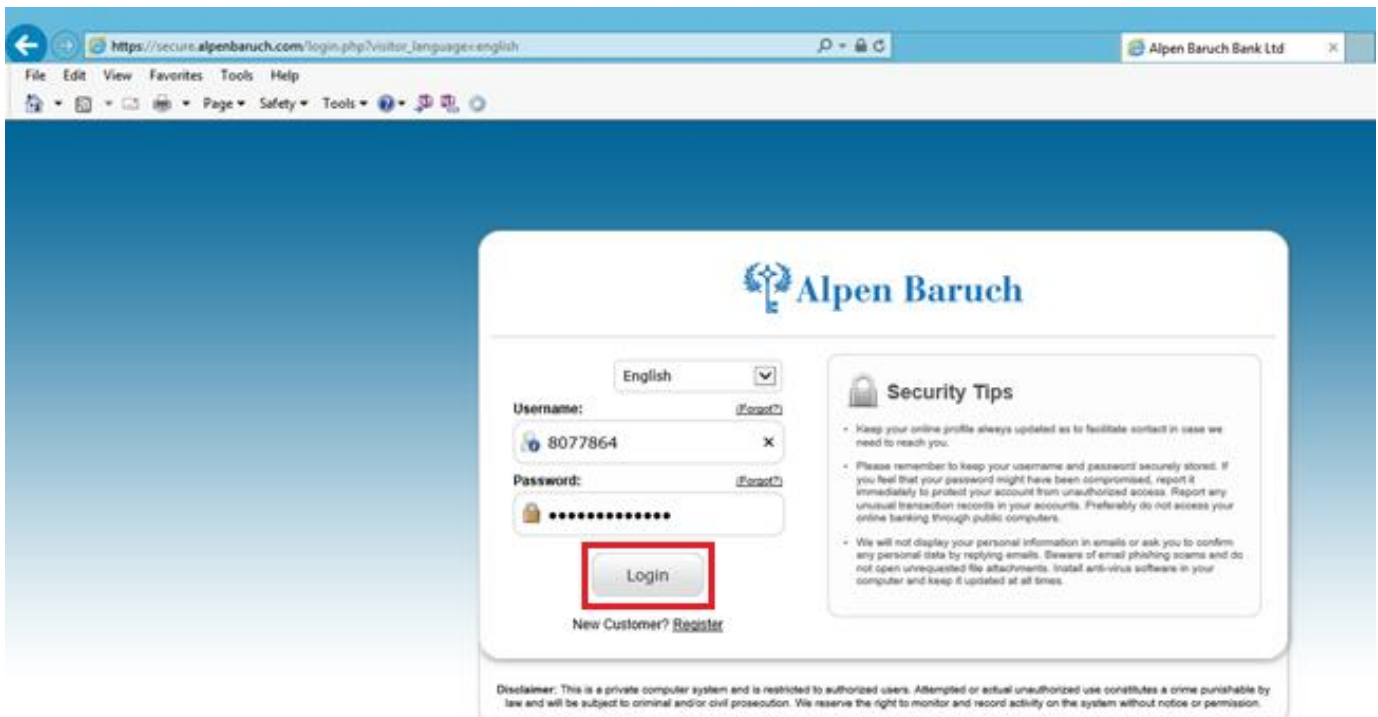 https://secure.alpenbaruch.com/login.php?visitor_language=english
Alpen Baruch Bank Ltd
File Edit View Favorites Tools Help
Page Safety Tools
Alpen Baruch
English
Username: (Forgot?)
8077864
Password: (Forgot?)
Login
New Customer? Register
Security Tips
Keep your online profile always updated as to facilitate contact in case we
need to reach you.
Please remember to keep your username and password securely stored. If
you feel that your password might have been compromised, report it
immediately to protect your account from unauthorized access. Report any
unusual transaction records in your accounts. Preferably do not access your
online banking through public computers.
We will not display your personal information in emails or ask you to confirm
any personal data by replying emails. Beware of email phishing scams and do
not open unrequested file attachments. Install anti-virus software in your
computer and keep it updated at all times.
Disclaimer: This is a private computer system and is restricted to authorized users. Attempted or actual unauthorized use constitutes a crime punishable by
law and will be subject to criminal and/or civil prosecution. We reserve the right to monitor and record activity on the system without notice or permission.